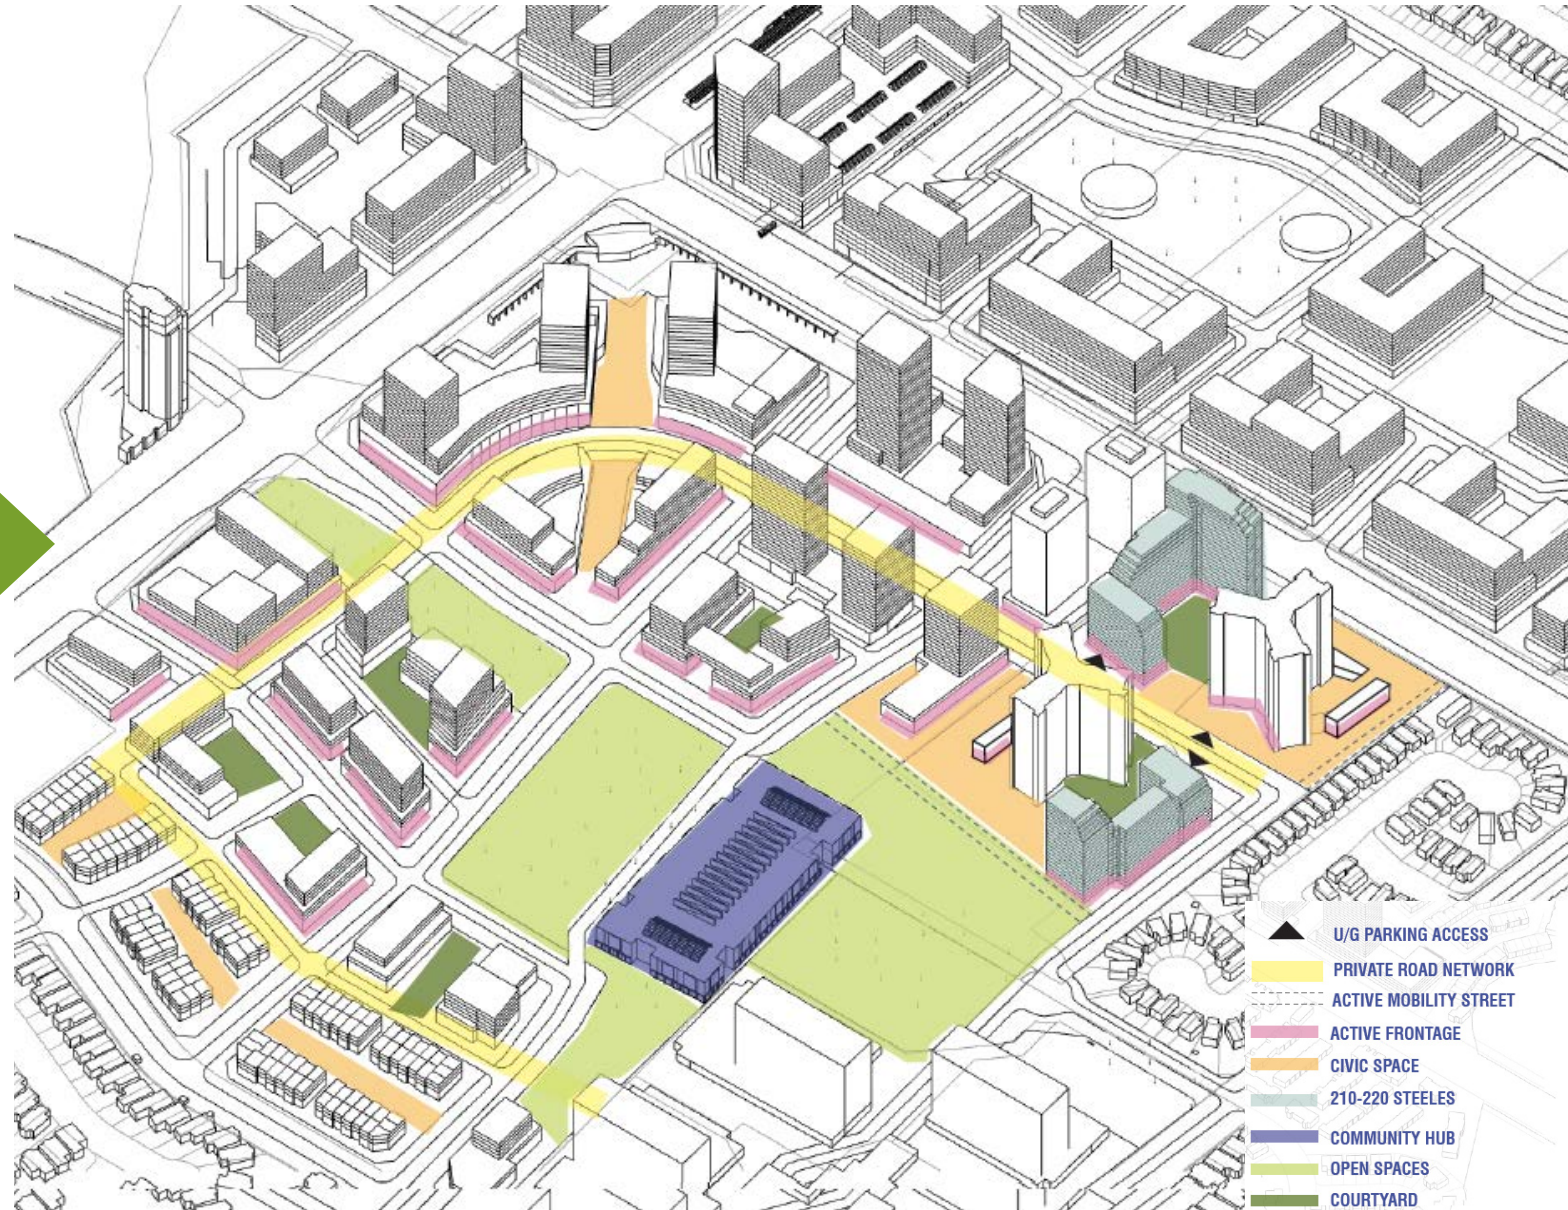 U/G PARKING ACCESS
PRIVATE ROAD NETWORK
ACTIVE MOBILITY STREET
ACTIVE FRONTAGE
CIVIC SPACE
210-220 STEELES
COMMUNITY HUB
OPEN SPACES
COURTYARD